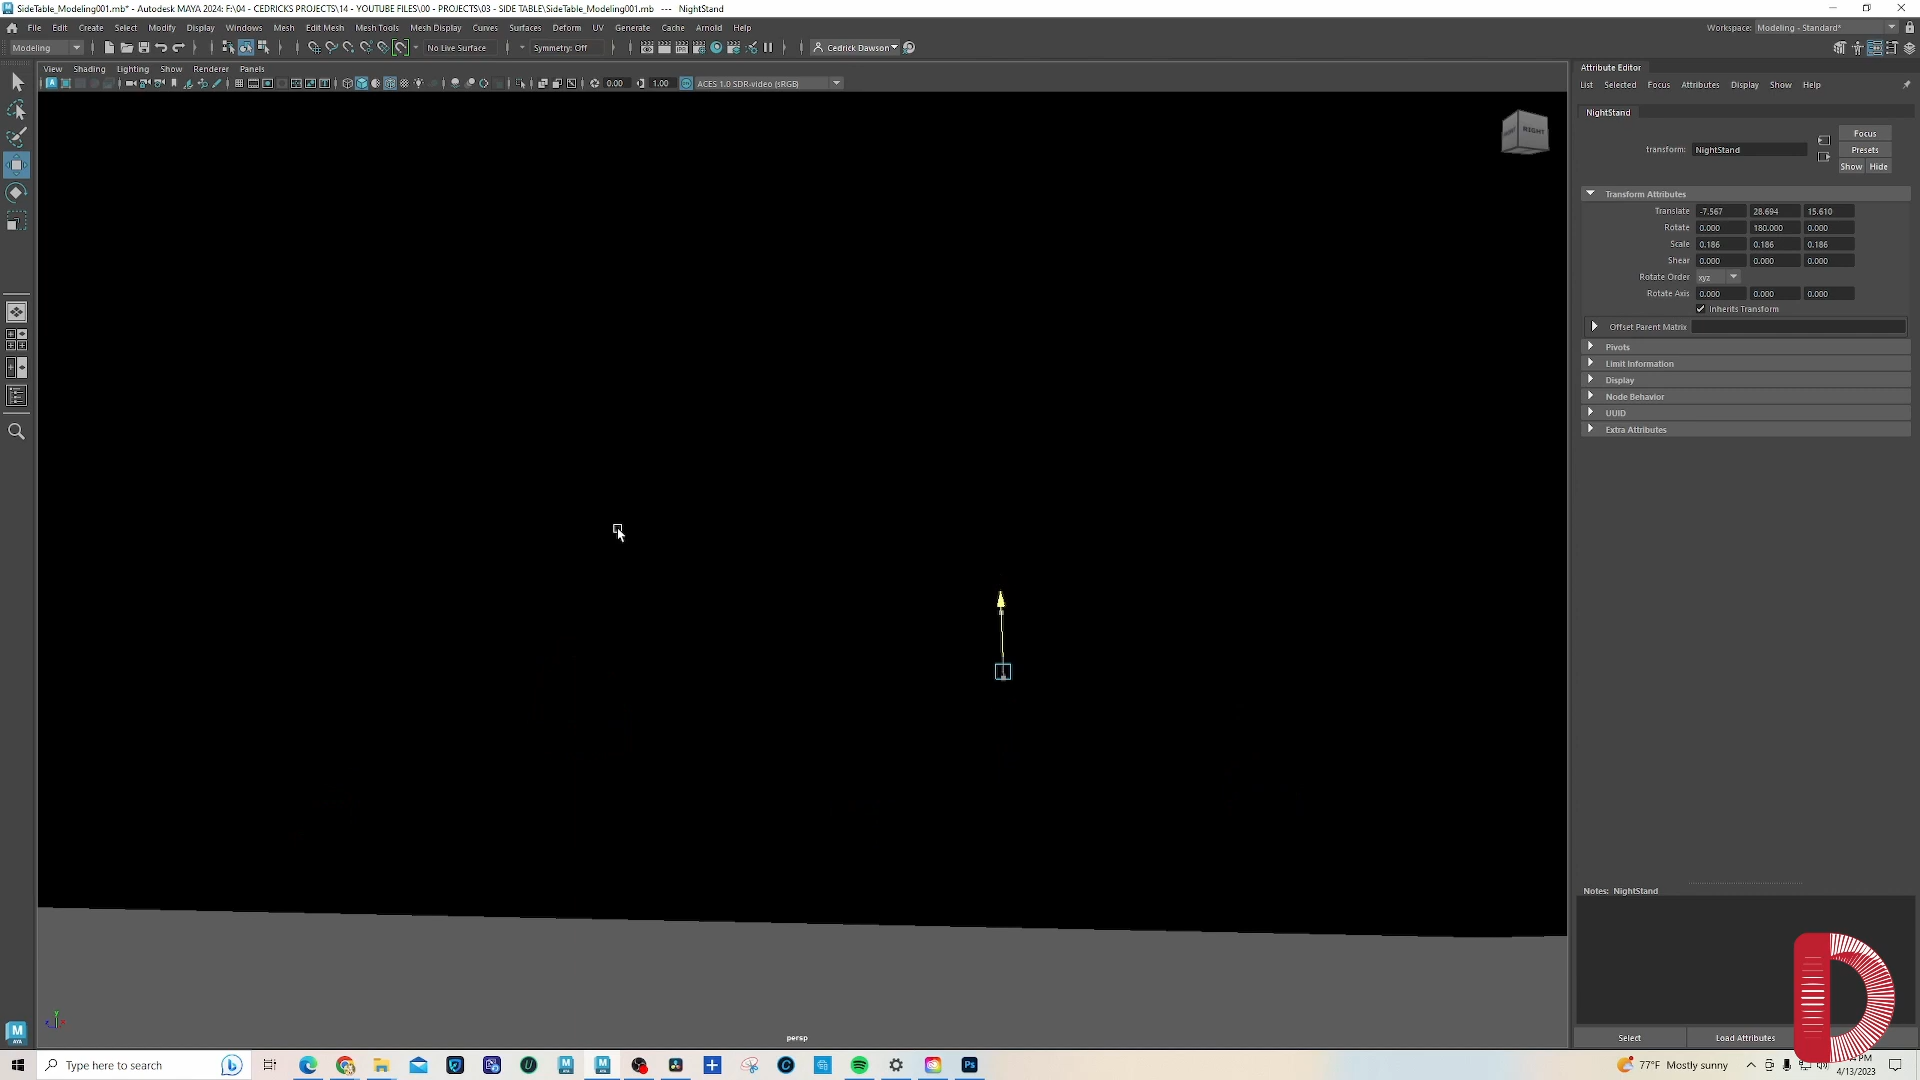 SideTable_Modeling001.mb* - Autodesk MAYA 2024: F:\04 - CEDRICKS PROJECTS\14 - YOUTUBE FILES\00 - PROJECTS\03 - SIDE TABLE\SideTable_Modeling001.mb --- NightStand
File Edit Create Select Modify Display Windows Mesh Edit Mesh Mesh Tools Mesh Display Curves Surfaces Deform UV Generate Cache Arnold Help
Workspace: Modeling - Standard*
Modeling
No Live Surface
Symmetry: Off
Cedrick Dawson
View Shading Lighting Show Renderer Panels
0.00
1.00
ACES 1.0 SDR-video (sRGB)
RIGHT
persp
Attribute Editor
List Selected Focus Attributes Display Show Help
NightStand
transform: NightStand
Focus
Presets
Show Hide
Transform Attributes
Translate -7.567 28.694 15.610
Rotate 0.000 180.000 0.000
Scale 0.186 0.186 0.186
Shear 0.000 0.000 0.000
Rotate Order xyz
Rotate Axis 0.000 0.000 0.000
Inherits Transform
Offset Parent Matrix
Pivots
Limit Information
Display
Node Behavior
UUID
Extra Attributes
Notes: NightStand
Select
Load Attributes
Type here to search
77°F Mostly sunny
PM
4/13/2023